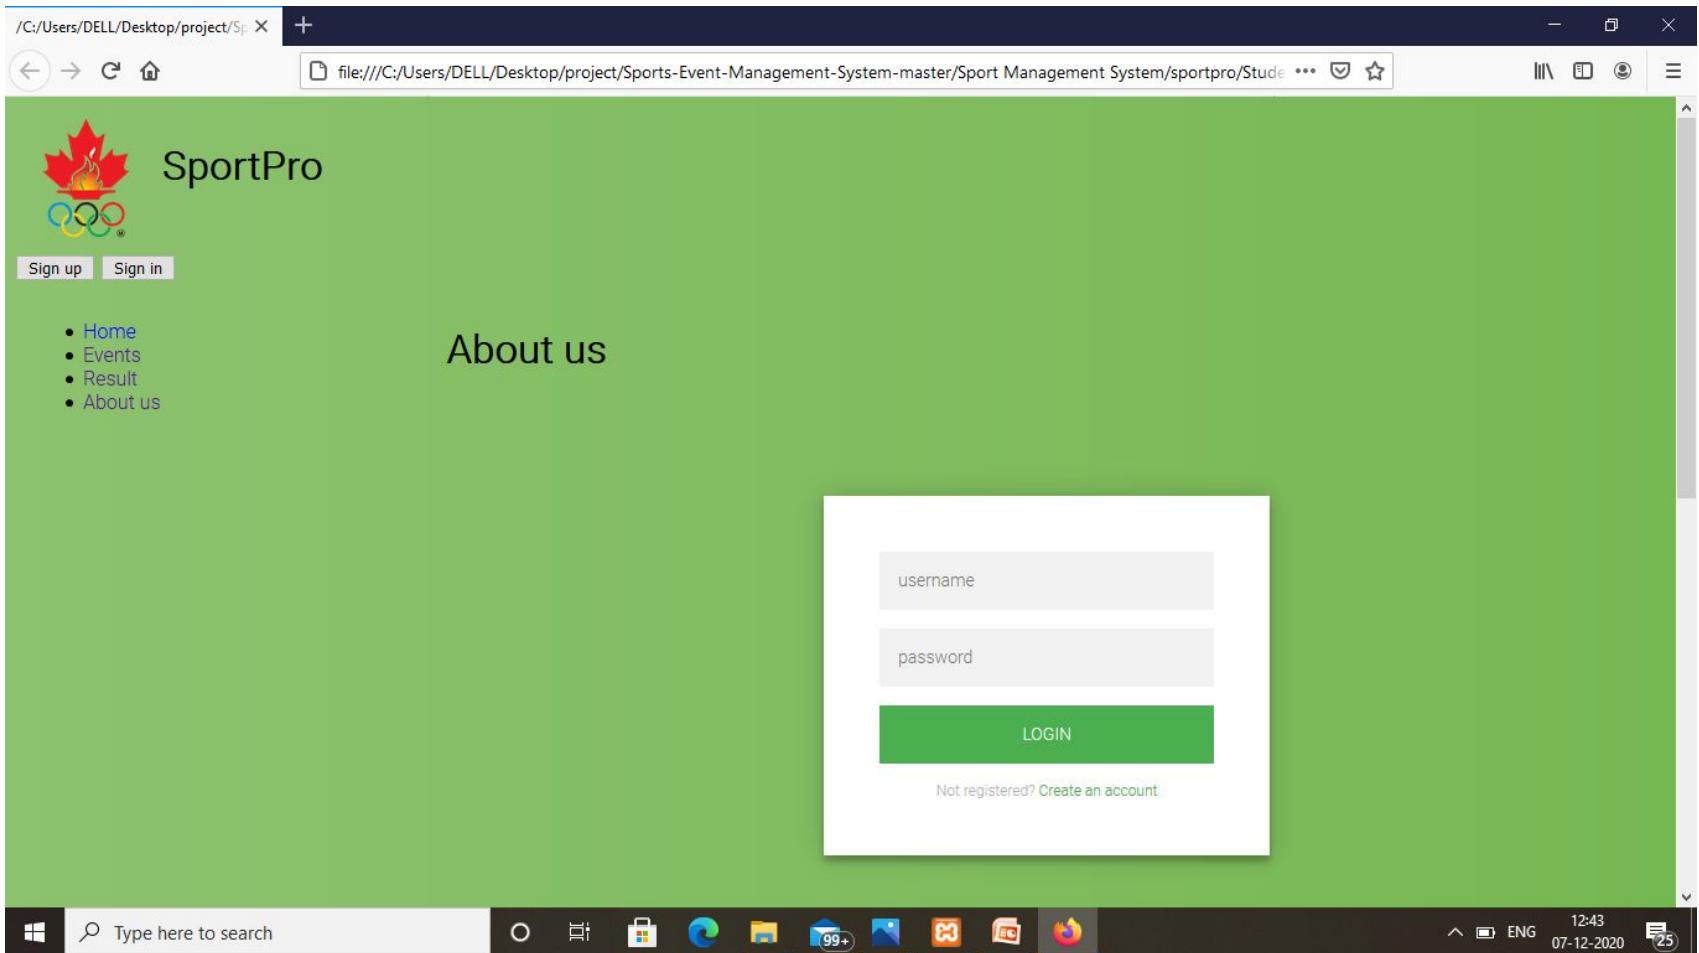 /C:/Users/DELL/Desktop/project/Sp
file:///C:/Users/DELL/Desktop/project/Sports-Event-Management-System-master/Sport Management System/sportpro/Stude
SportPro
Sign up Sign in
Home
Events
Result
About us
About us
username
password
LOGIN
Not registered? Create an account
Type here to search
99+
ENG
12:43
07-12-2020
25